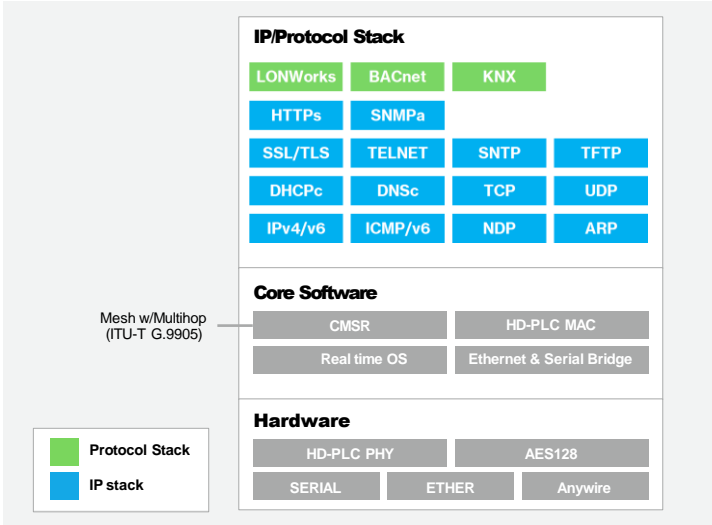 IP/Protocol Stack
LONWorks BACnet KNX
HTTPs SNMPa
SSL/TLS TELNET SNTP TFTP
DHCPc DNSc TCP UDP
IPv4/v6 ICMP/v6 NDP ARP
Core Software
Mesh w/Multihop
(ITU-T G.9905)
CMSR HD-PLC MAC
Real time OS Ethernet & Serial Bridge
Hardware
HD-PLC PHY AES128
SERIAL ETHER Anywire
Protocol Stack
IP stack